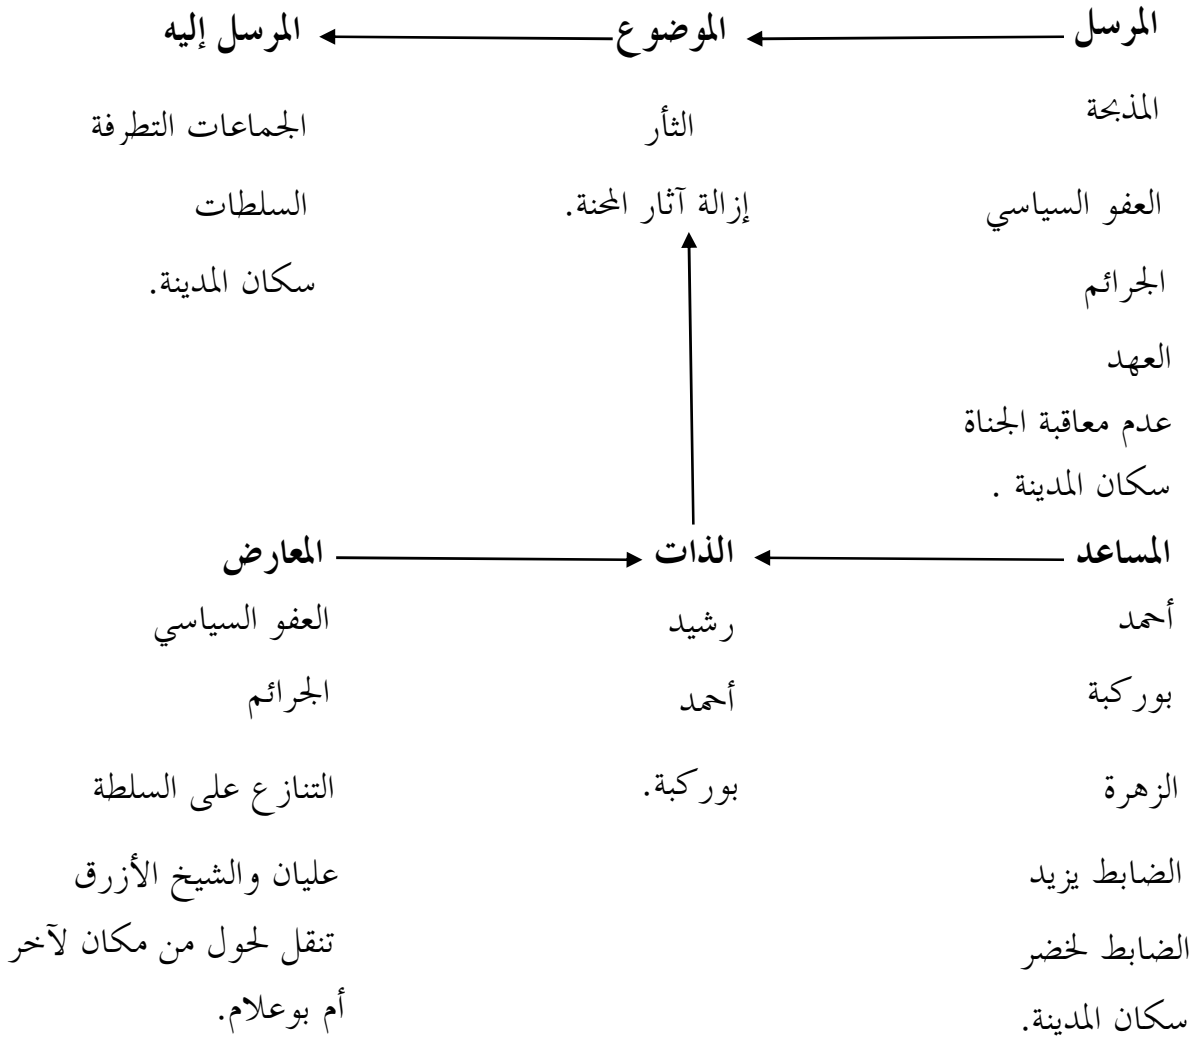 المرسل الموضوع المرسل إليه
المذبحة الثأر الجماعات التطرفة
العفو السياسي إزالة آثار المحنة. السلطات
الجرائم سكان المدينة.
العهد
عدم معاقبة الجناة
سكان المدينة .
المساعد الذات المعارض
أحمد رشيد العفو السياسي
بوركبة أحمد الجرائم
الزهرة بوركبة. التنازع على السلطة
الضابط يزيد عليان والشيخ الأزرق
الضابط لخضر تنقل لحول من مكان لآخر
سكان المدينة. أم بوعلام.